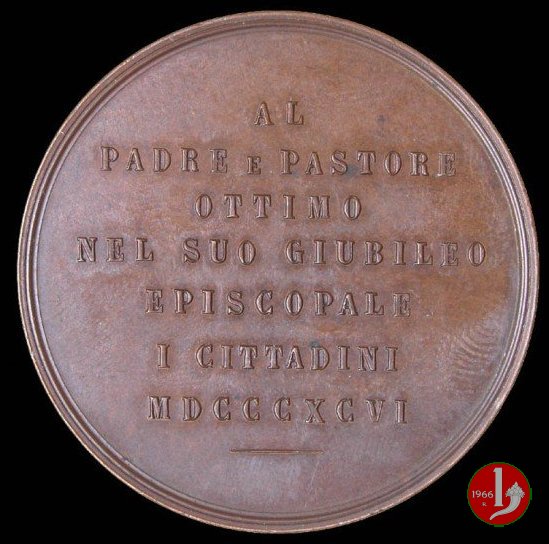 AL
PADRE E PASTORE
OTTIMO
NEL SUO GIUBILEO
EPISCOPALE
I CITTADINI
MDCCCXCVI
1966
R.